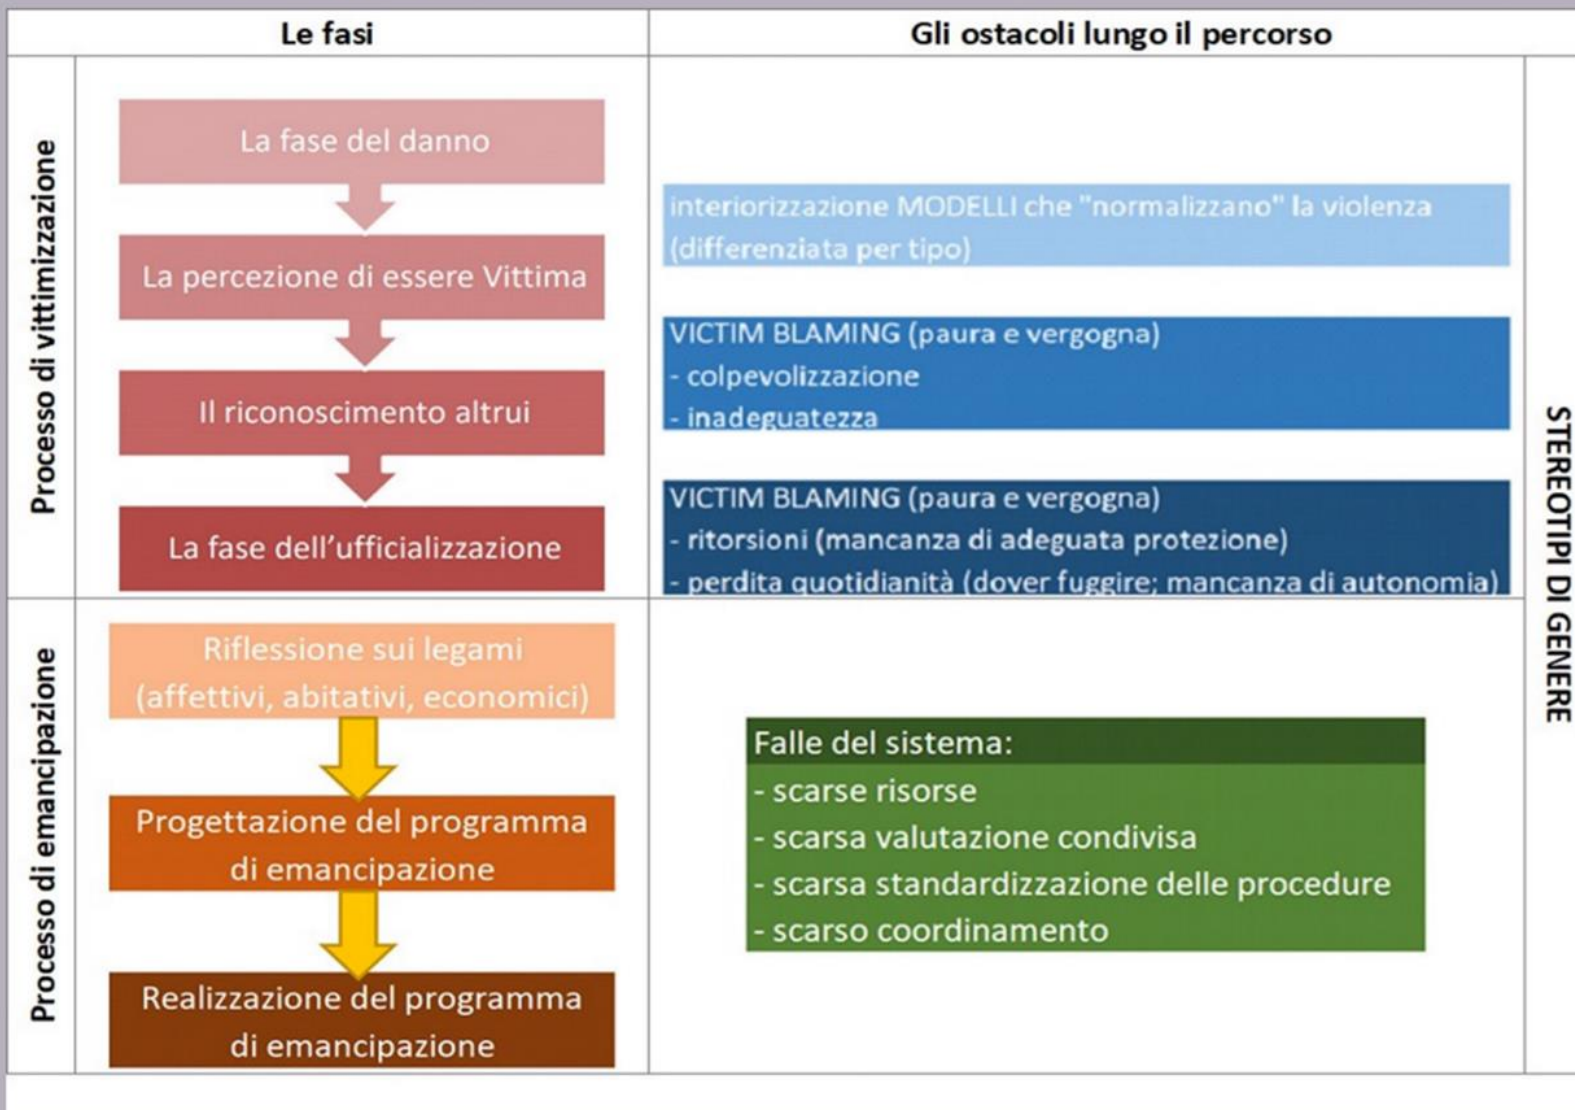 Le fasi
Gli ostacoli lungo il percorso
Processo di vittimizzazione
La fase del danno
La percezione di essere Vittima
Il riconoscimento altrui
La fase dell'ufficializzazione
interiorizzazione MODELLI che "normalizzano" la violenza
(differenziata per tipo)
VICTIM BLAMING (paura e vergogna)
- colpevolizzazione
- inadeguatezza
VICTIM BLAMING (paura e vergogna)
- ritorsioni (mancanza di adeguata protezione)
- perdita quotidianità (dover fuggire; mancanza di autonomia)
STEREOTIPI DI GENERE
Processo di emancipazione
Riflessione sui legami
(affettivi, abitativi, economici)
Progettazione del programma
di emancipazione
Realizzazione del programma
di emancipazione
Falle del sistema:
- scarse risorse
- scarsa valutazione condivisa
- scarsa standardizzazione delle procedure
- scarso coordinamento